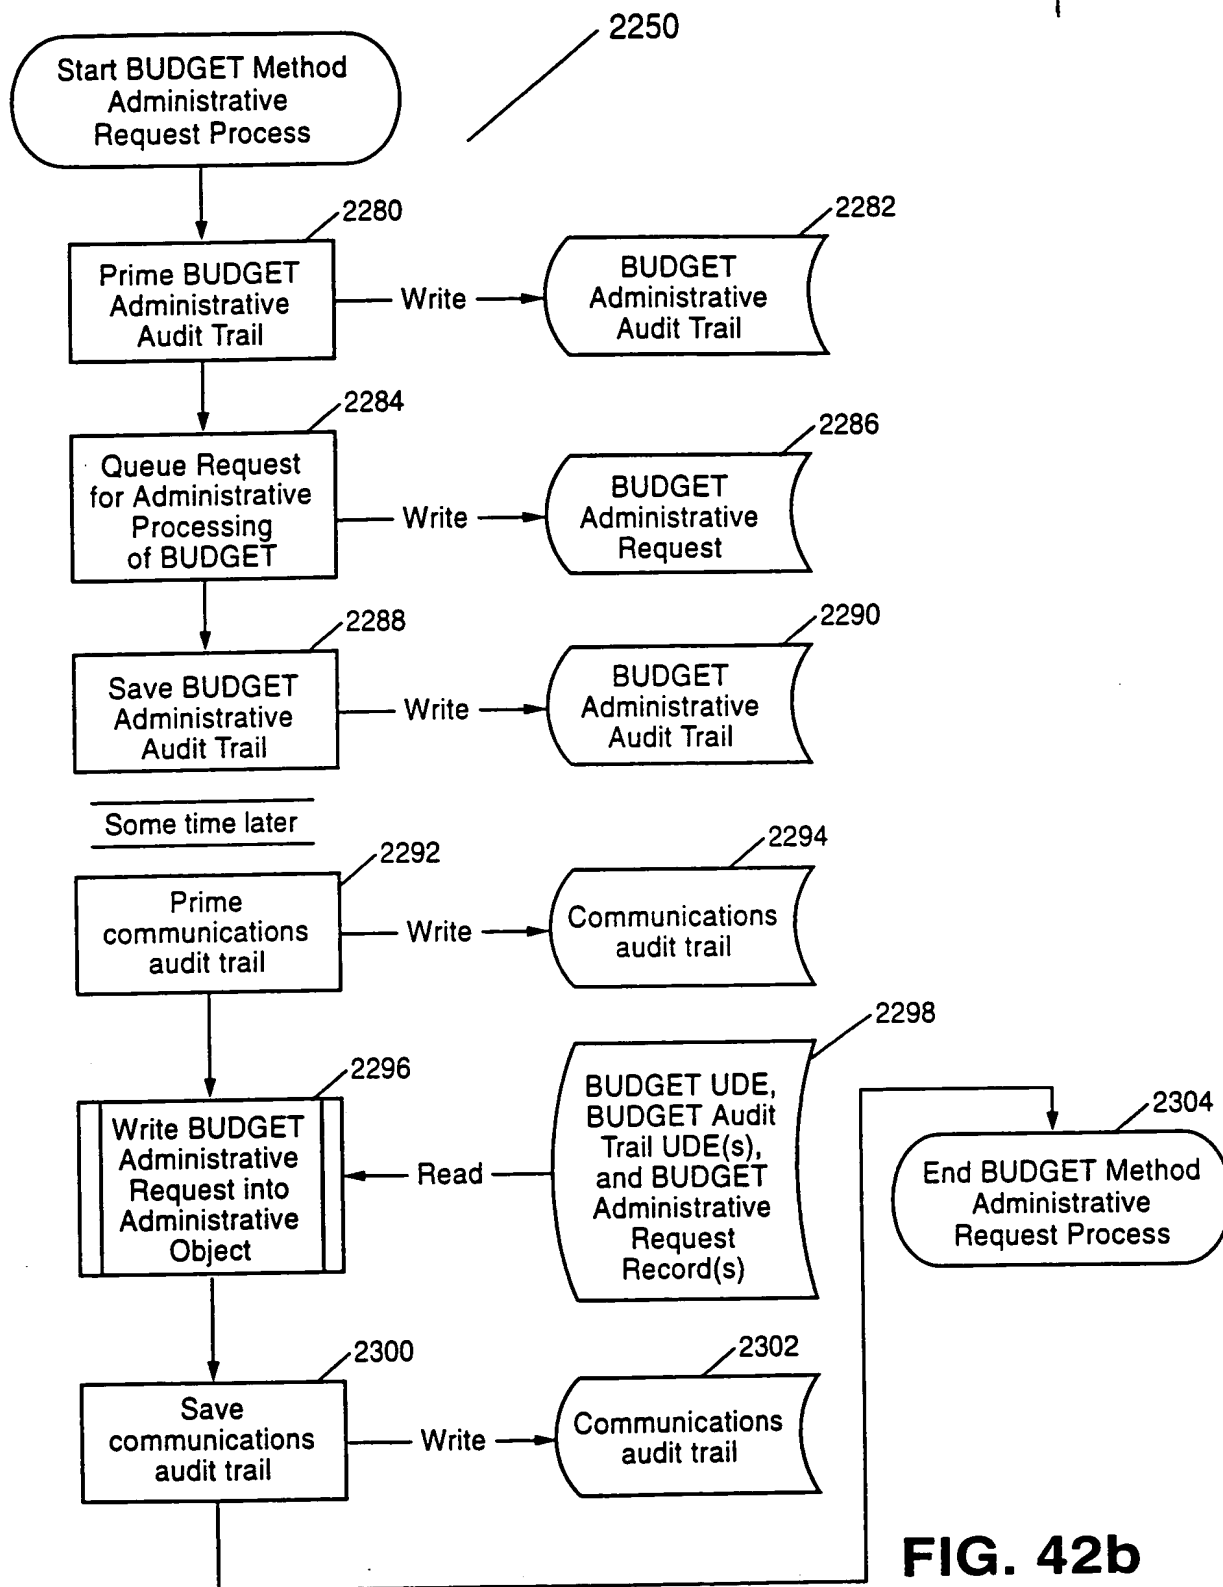 2250
Start BUDGET Method
Administrative
Request Process
2280
Prime BUDGET
Administrative
Audit Trail
Write
2282
BUDGET
Administrative
Audit Trail
2284
Queue Request
for Administrative
Processing
of BUDGET
Write
2286
BUDGET
Administrative
Request
2288
Save BUDGET
Administrative
Audit Trail
Write
2290
BUDGET
Administrative
Audit Trail
Some time later
2292
Prime
communications
audit trail
Write
2294
Communications
audit trail
2296
Write BUDGET
Administrative
Request into
Administrative
Object
Read
2298
BUDGET UDE,
BUDGET Audit
Trail UDE(s),
and BUDGET
Administrative
Request
Record(s)
2300
Save
communications
audit trail
Write
2302
Communications
audit trail
2304
End BUDGET Method
Administrative
Request Process
FIG. 42b